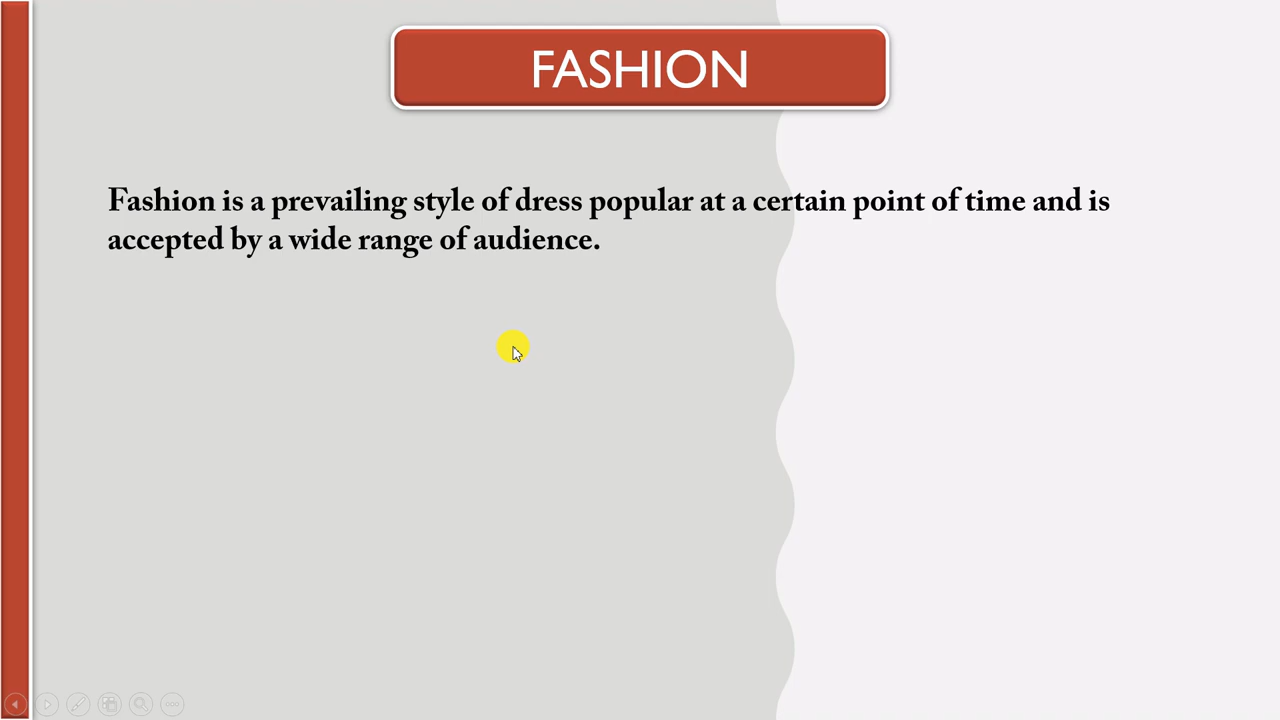 FASHION
Fashion is a prevailing style of dress popular at a certain point of time and is
accepted by a wide range of audience.